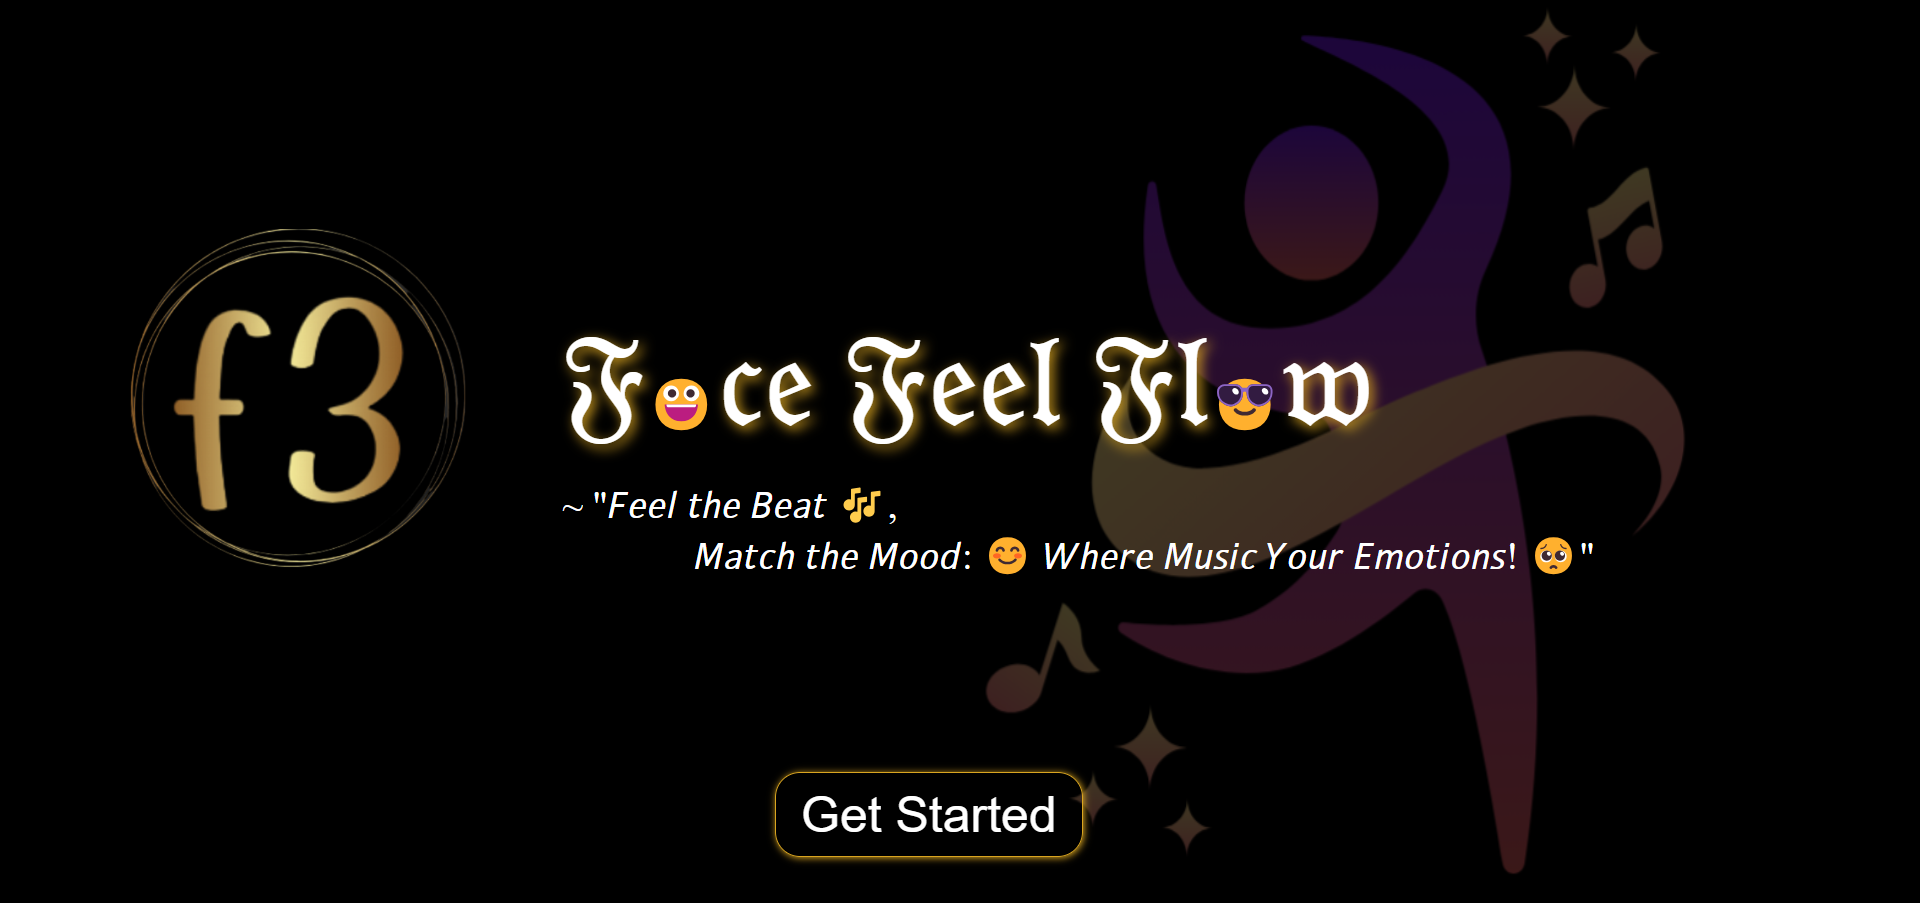 f3
F😀ce Feel Fl😎w
~ "Feel the Beat 🎶 ,
Match the Mood: 😊 Where Music Your Emotions! 🥺 "
Get Started